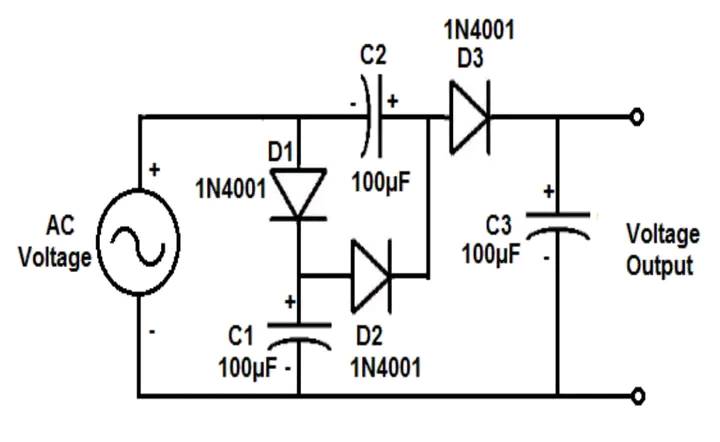 1N4001
D3
C2
- +
D1
1N4001
100µF
+
AC
Voltage
C3
100µF
+
-
Voltage
Output
+
C1
100µF -
D2
1N4001
-